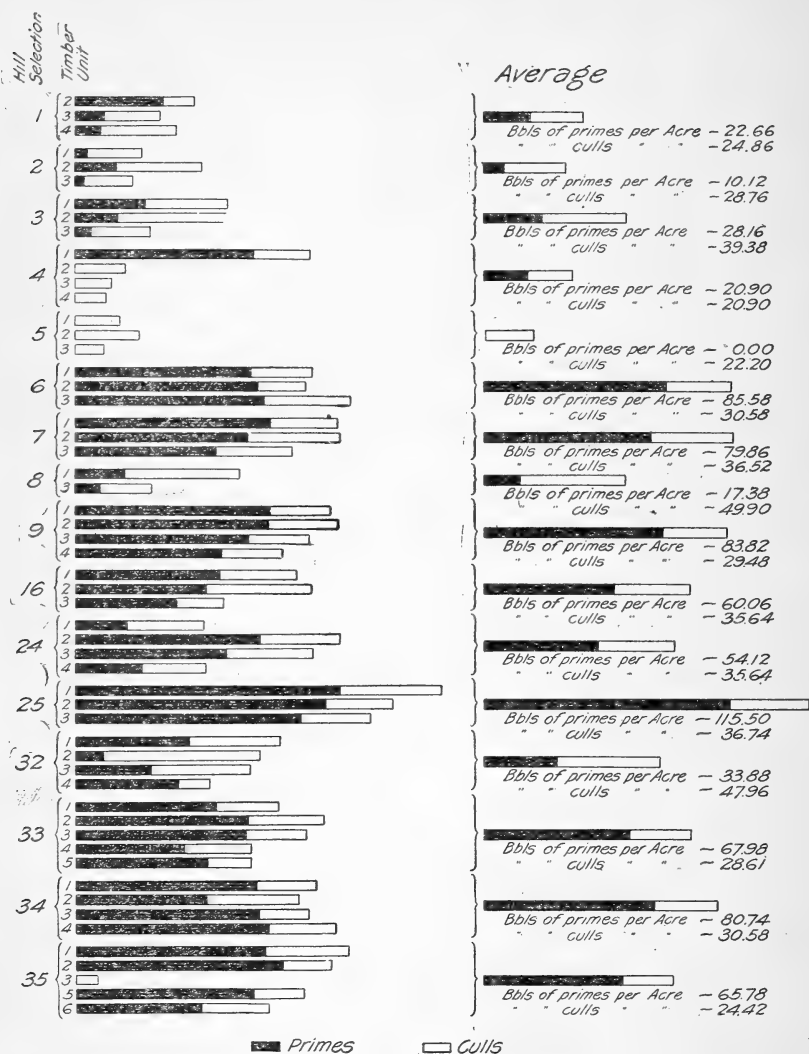 Hill Selection
Timber Unit
Average
1
2
3
4
Bbls of primes per Acre - 22.66
" " culls " " - 24.86
2
1
2
3
Bbls of primes per Acre - 10.12
" " culls " " - 28.76
3
1
2
3
Bbls of primes per Acre - 28.16
" " culls " " - 39.38
4
1
2
3
4
Bbls of primes per Acre - 20.90
" " culls " " - 20.90
5
1
2
3
Bbls of primes per Acre - 0.00
" " culls " " - 22.20
6
1
2
3
Bbls of primes per Acre - 85.58
" " culls " " - 30.58
7
1
2
3
Bbls of primes per Acre - 79.86
" " culls " " - 36.52
8
1
3
Bbls of primes per Acre - 17.38
" " culls " " - 49.90
9
1
2
3
4
Bbls of primes per Acre - 83.82
" " culls " " - 29.48
16
1
2
3
Bbls of primes per Acre - 60.06
" " culls " " - 35.64
24
1
2
3
4
Bbls of primes per Acre - 54.12
" " culls " " - 35.64
25
1
2
3
Bbls of primes per Acre - 115.50
" " culls " " - 36.74
32
1
2
3
4
Bbls of primes per Acre - 33.88
" " culls " " - 47.96
33
1
2
3
4
5
Bbls of primes per Acre - 67.98
" " culls " " - 28.61
34
1
2
3
4
Bbls of primes per Acre - 80.74
" " culls " " - 30.58
35
1
2
3
5
6
Bbls of primes per Acre - 65.78
" " culls " " - 24.42
Primes
Culls